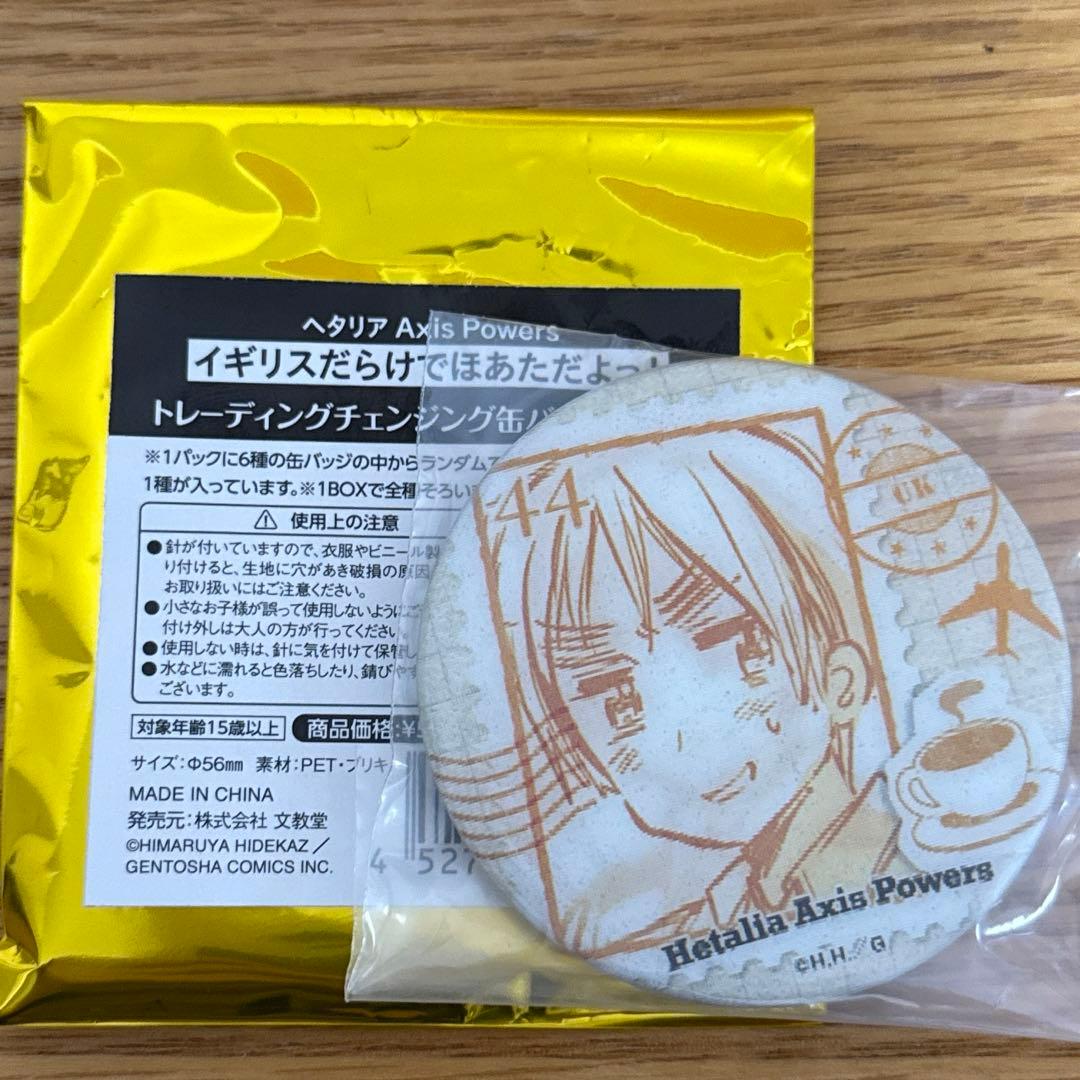 ヘタリア Axis Powers
イギリスだらけでほあただよっ!
トレーディングチェンジング缶バ
※1パックに6種の缶バッジの中からランダムで
1種が入っています。※1BOXで全種そろい
⚠ 使用上の注意
●針が付いていますので、衣服やビニール製
り付けると、生地に穴があき破損の原因
お取り扱いにはご注意ください。
●小さなお子様が誤って使用しないようにご
付け外しは大人の方が行ってください
●使用しない時は、針に気を付けて保管し
●水などに濡れると色落ちしたり、錆びやす
ございます。
対象年齢15歳以上 商品価格:¥5
サイズ:Φ56mm 素材:PET・ブリキ
MADE IN CHINA
発売元:株式会社 文教堂
©HIMARUYA HIDEKAZ/
GENTOSHA COMICS INC.
4 527
44
UK
Hetalia Axis Powers
©H.H./G